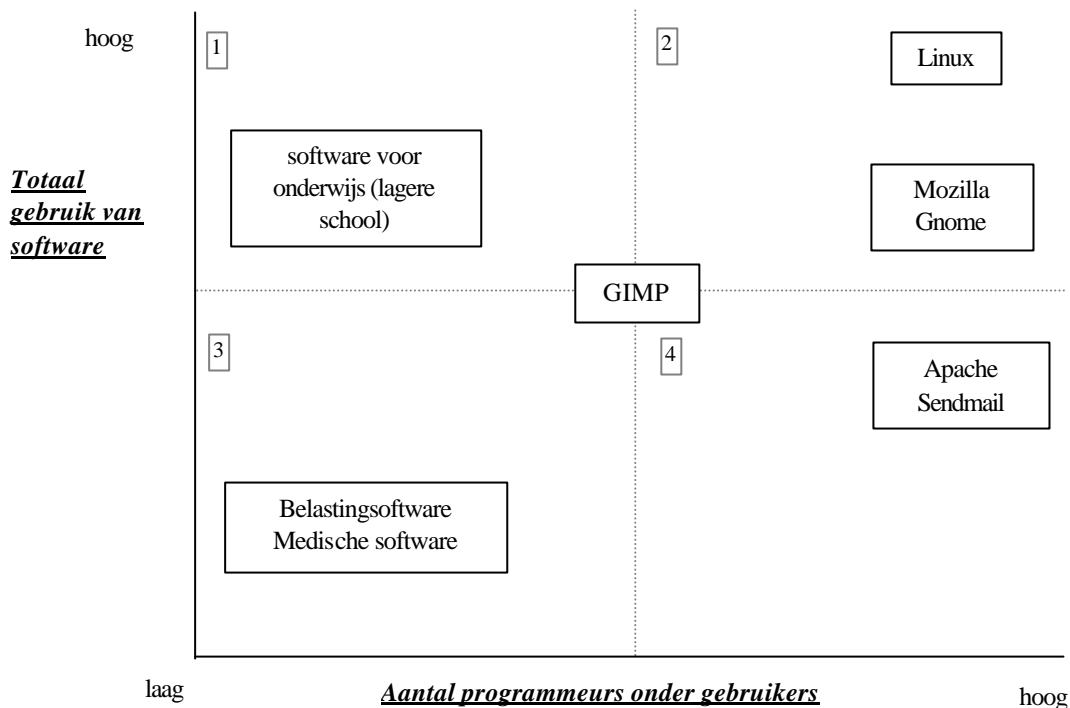 hoog
1
2
Linux
software voor
onderwijs (lagere
school)
Totaal
gebruik van
software
Mozilla
Gnome
GIMP
3
4
Apache
Sendmail
Belastingsoftware
Medische software
laag
Aantal programmeurs onder gebruikers
hoog